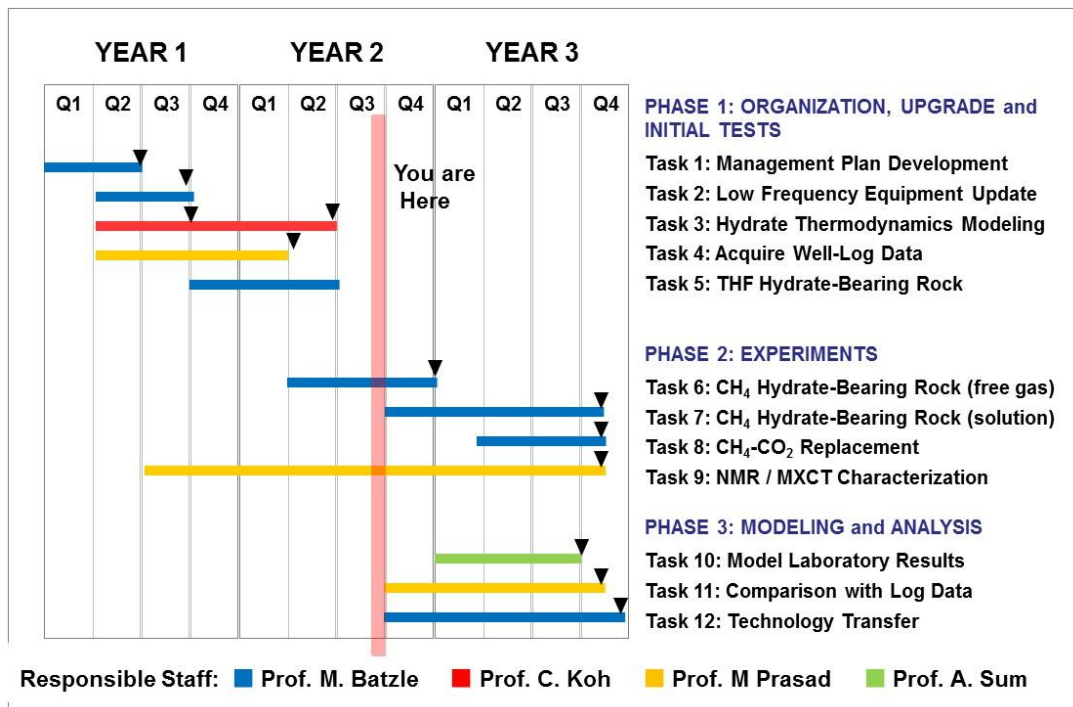 YEAR 1 YEAR 2 YEAR 3
Q1 Q2 Q3 Q4 Q1 Q2 Q3 Q4 Q1 Q2 Q3 Q4
You are
Here
PHASE 1: ORGANIZATION, UPGRADE and
INITIAL TESTS
Task 1: Management Plan Development
Task 2: Low Frequency Equipment Update
Task 3: Hydrate Thermodynamics Modeling
Task 4: Acquire Well-Log Data
Task 5: THF Hydrate-Bearing Rock
PHASE 2: EXPERIMENTS
Task 6: CH₄ Hydrate-Bearing Rock (free gas)
Task 7: CH₄ Hydrate-Bearing Rock (solution)
Task 8: CH₄-CO₂ Replacement
Task 9: NMR / MXCT Characterization
PHASE 3: MODELING and ANALYSIS
Task 10: Model Laboratory Results
Task 11: Comparison with Log Data
Task 12: Technology Transfer
Responsible Staff: Prof. M. Batzle Prof. C. Koh Prof. M Prasad Prof. A. Sum